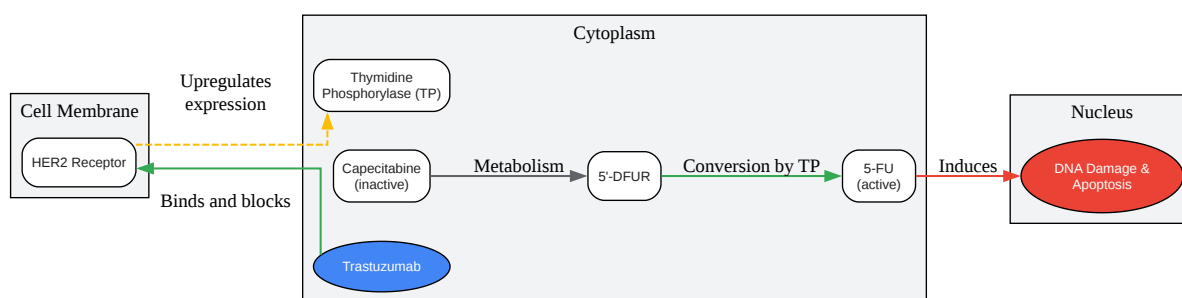 Cytoplasm
Upregulates
expression
Thymidine
Phosphorylase (TP)
Cell Membrane
HER2 Receptor
Binds and blocks
Capecitabine
(inactive)
Metabolism
5'-DFUR
Conversion by TP
5-FU
(active)
Induces
Nucleus
DNA Damage &
Apoptosis
Trastuzumab